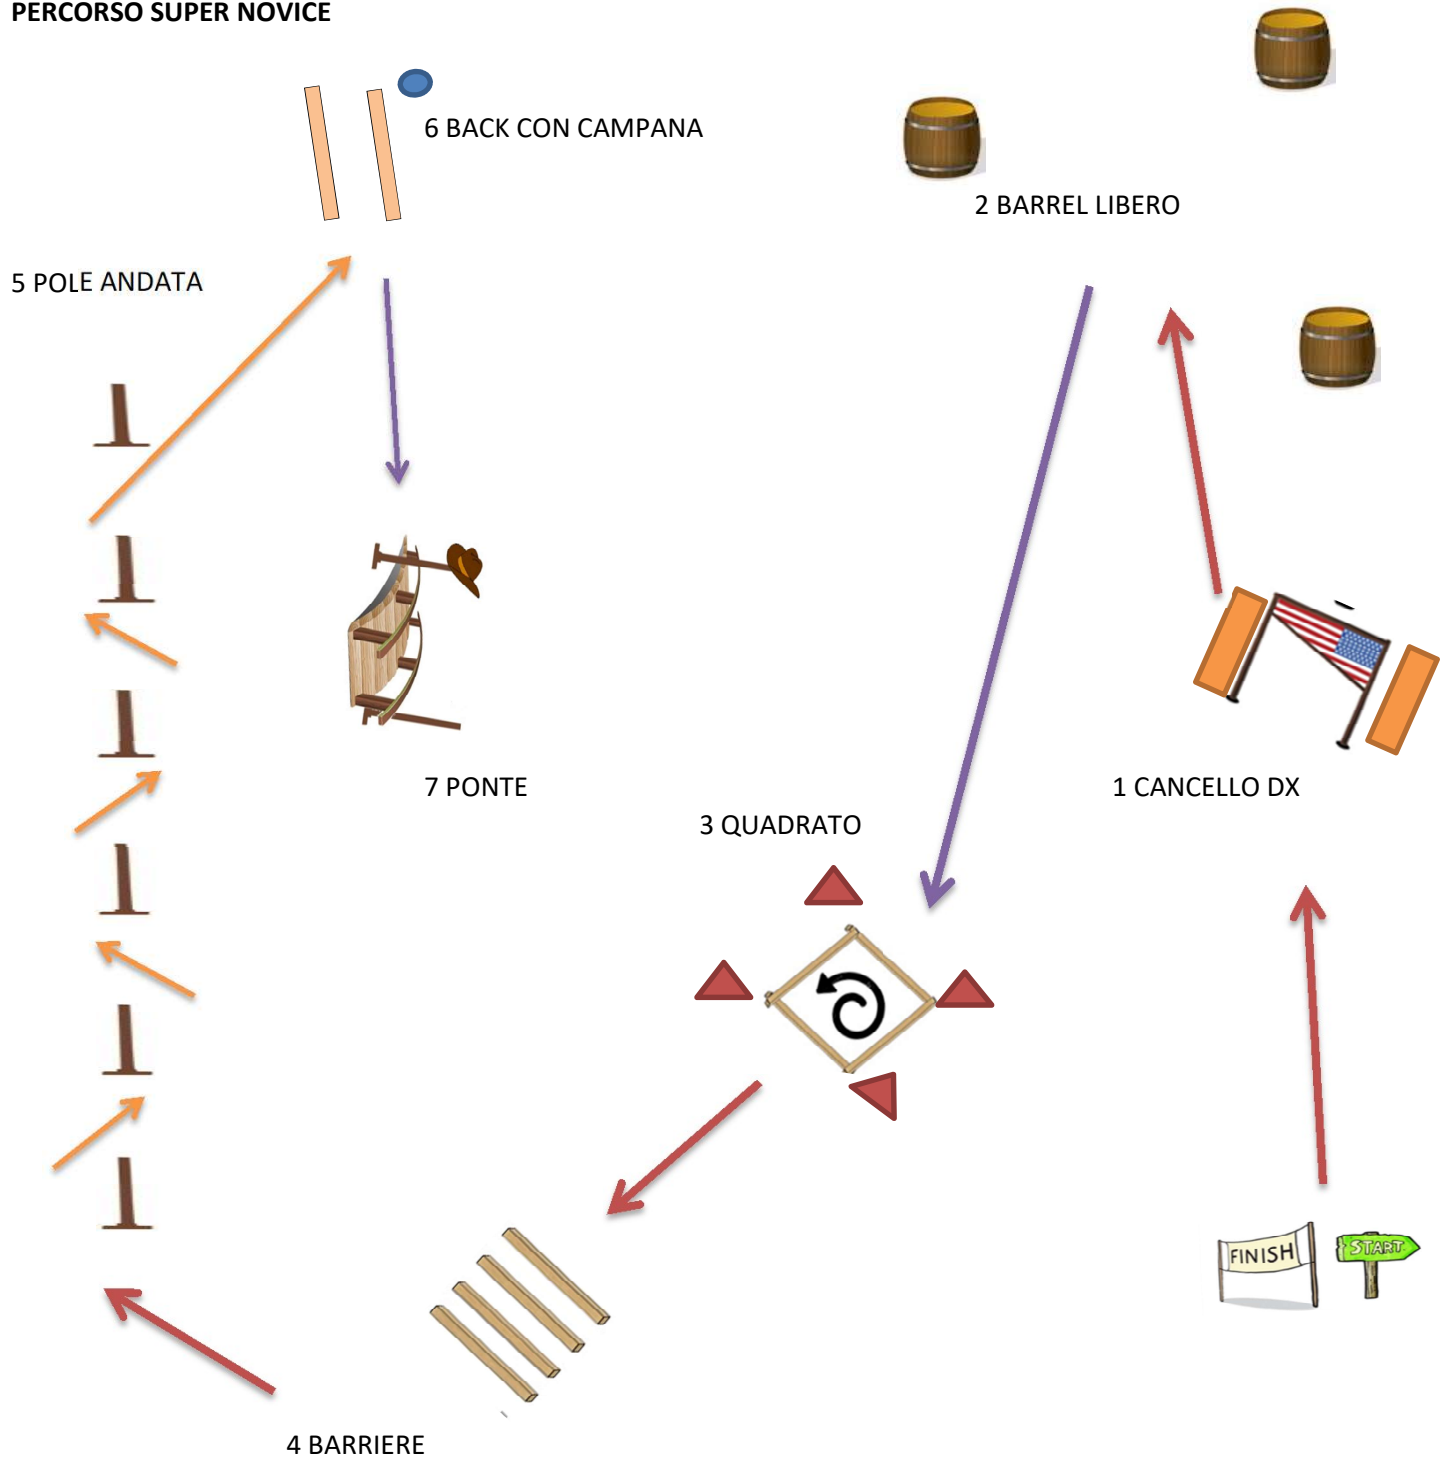 PERCORSO SUPER NOVICE
6 BACK CON CAMPANA
2 BARREL LIBERO
5 POLE ANDATA
7 PONTE
1 CANCELLO DX
3 QUADRATO
FINISH
START
4 BARRIERE